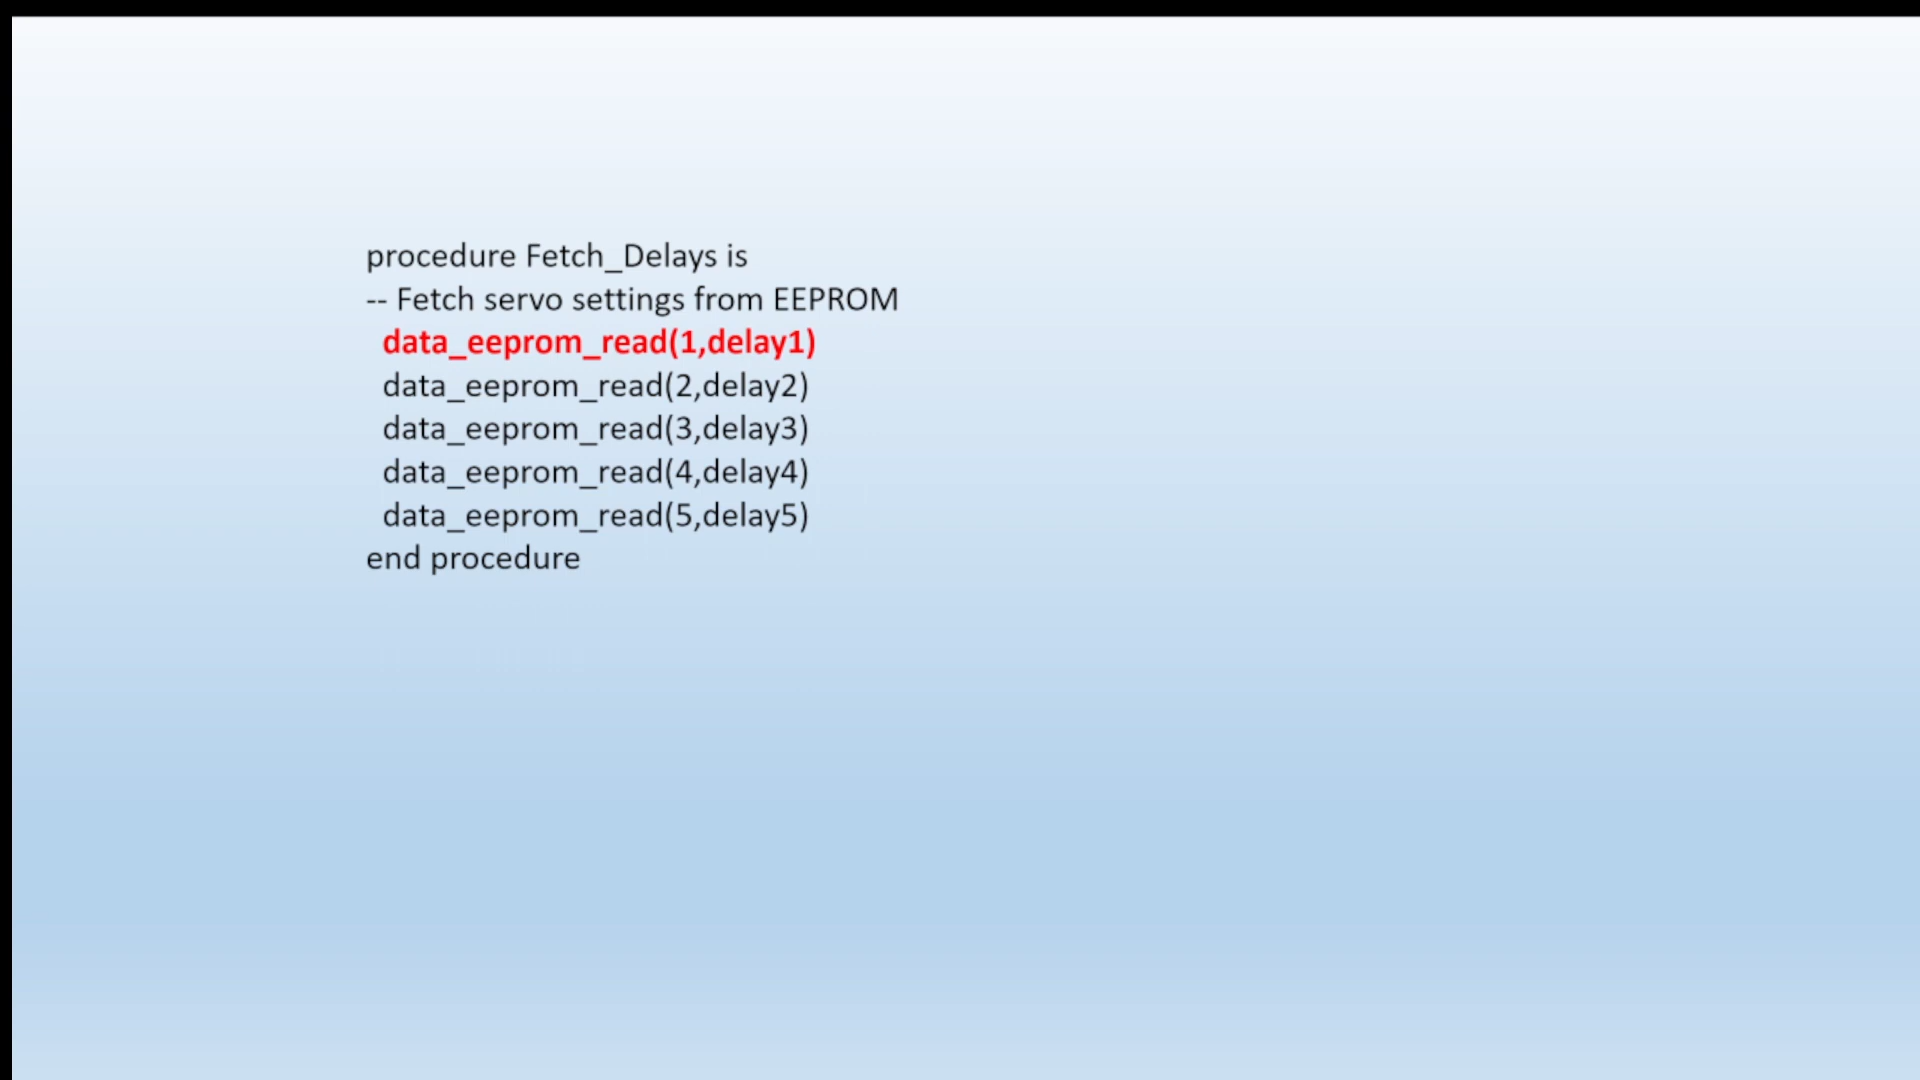 procedure Fetch_Delays is
-- Fetch servo settings from EEPROM
data_eeprom_read(1,delay1)
data_eeprom_read(2,delay2)
data_eeprom_read(3,delay3)
data_eeprom_read(4,delay4)
data_eeprom_read(5,delay5)
end procedure